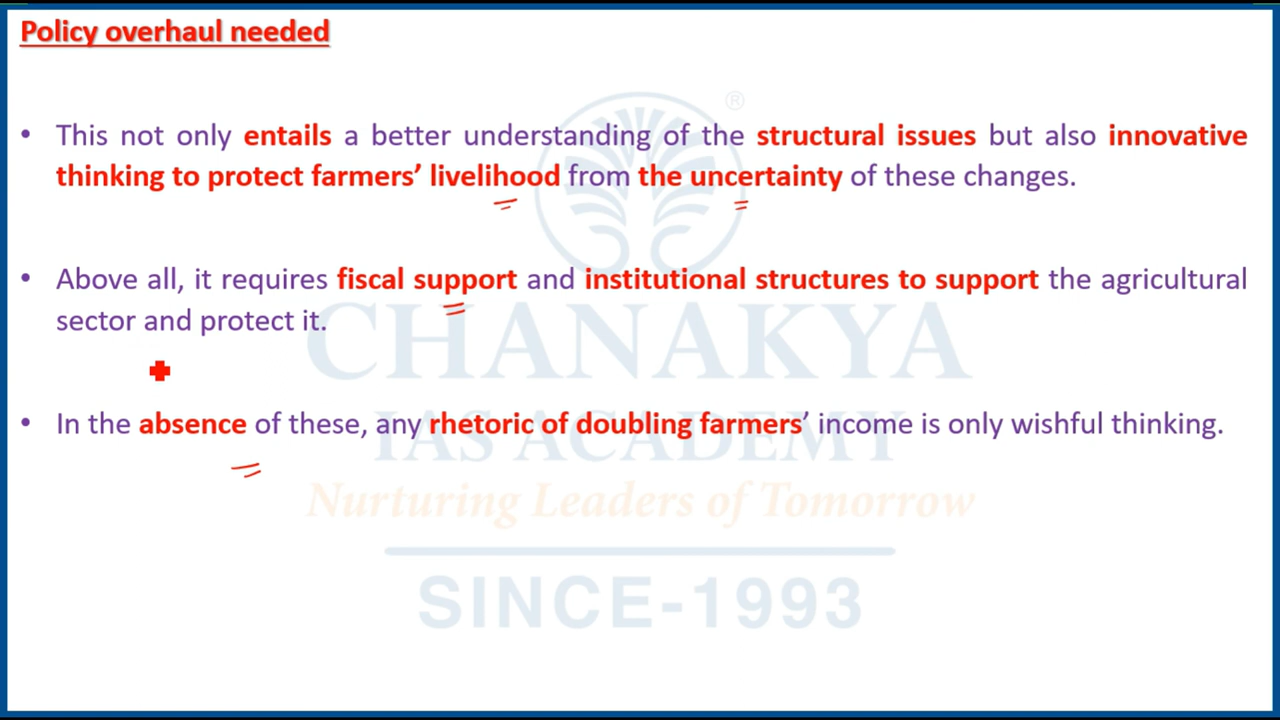 Policy overhaul needed
• This not only entails a better understanding of the structural issues but also innovative
thinking to protect farmers’ livelihood from the uncertainty of these changes.
• Above all, it requires fiscal support and institutional structures to support the agricultural
sector and protect it.
• In the absence of these, any rhetoric of doubling farmers’ income is only wishful thinking.
®
CHANAKYA
IAS ACADEMY
Nurturing Leaders of Tomorrow
SINCE-1993